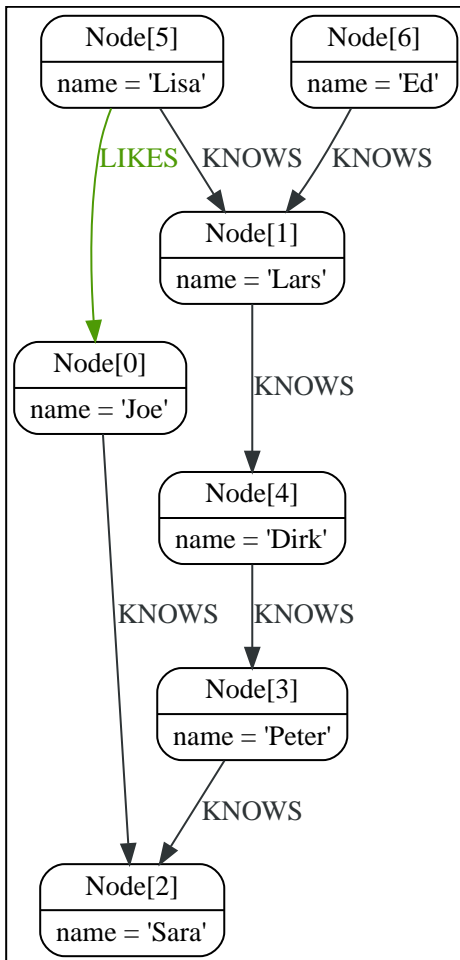 Node[5]
name = 'Lisa'
Node[6]
name = 'Ed'
LIKES
KNOWS
KNOWS
Node[1]
name = 'Lars'
Node[0]
name = 'Joe'
KNOWS
Node[4]
name = 'Dirk'
KNOWS
KNOWS
Node[3]
name = 'Peter'
KNOWS
Node[2]
name = 'Sara'